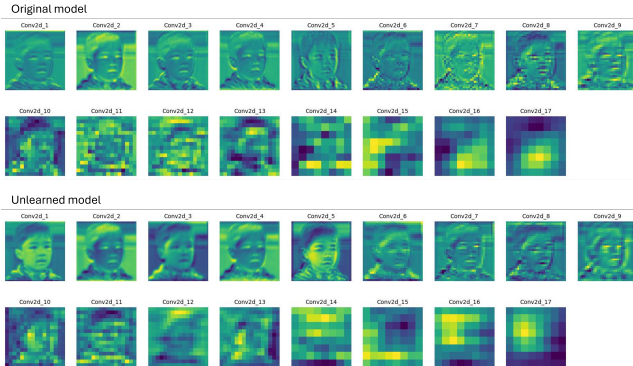 Original model
Conv2d_1 Conv2d_2 Conv2d_3 Conv2d_4 Conv2d_5 Conv2d_6 Conv2d_7 Conv2d_8 Conv2d_9
Conv2d_10 Conv2d_11 Conv2d_12 Conv2d_13 Conv2d_14 Conv2d_15 Conv2d_16 Conv2d_17
Unlearned model
Conv2d_1 Conv2d_2 Conv2d_3 Conv2d_4 Conv2d_5 Conv2d_6 Conv2d_7 Conv2d_8 Conv2d_9
Conv2d_10 Conv2d_11 Conv2d_12 Conv2d_13 Conv2d_14 Conv2d_15 Conv2d_16 Conv2d_17